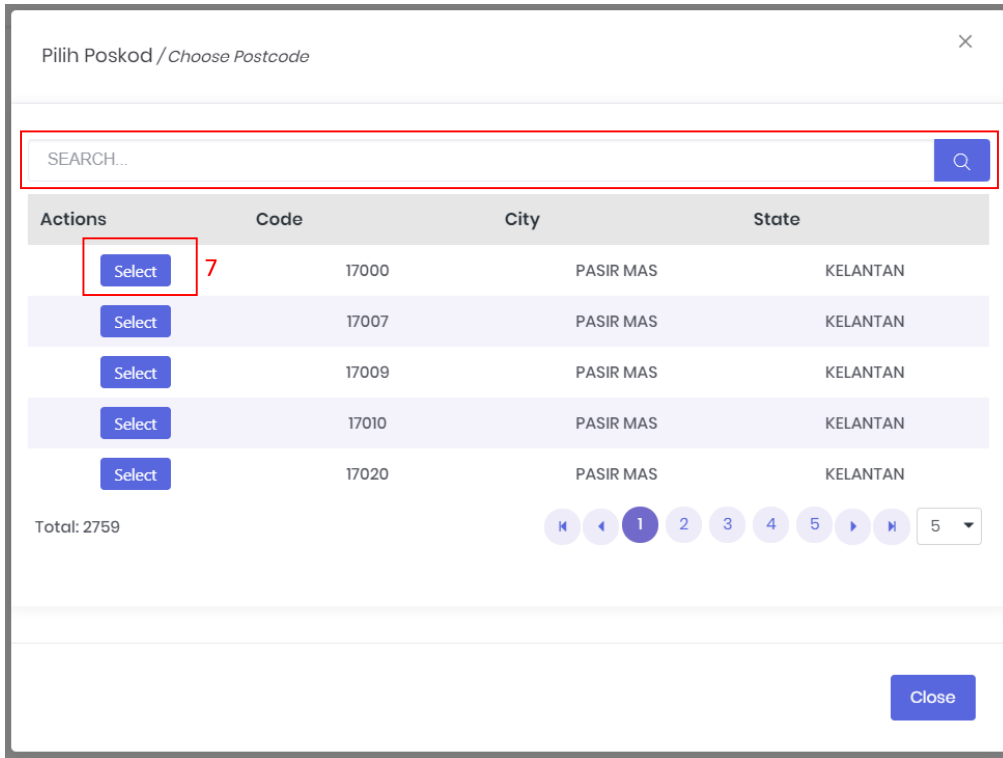 Pilih Poskod / Choose Postcode
SEARCH...
Actions Code City State
Select 7 17000 PASIR MAS KELANTAN
Select 17007 PASIR MAS KELANTAN
Select 17009 PASIR MAS KELANTAN
Select 17010 PASIR MAS KELANTAN
Select 17020 PASIR MAS KELANTAN
Total: 2759 1 2 3 4 5 5
Close